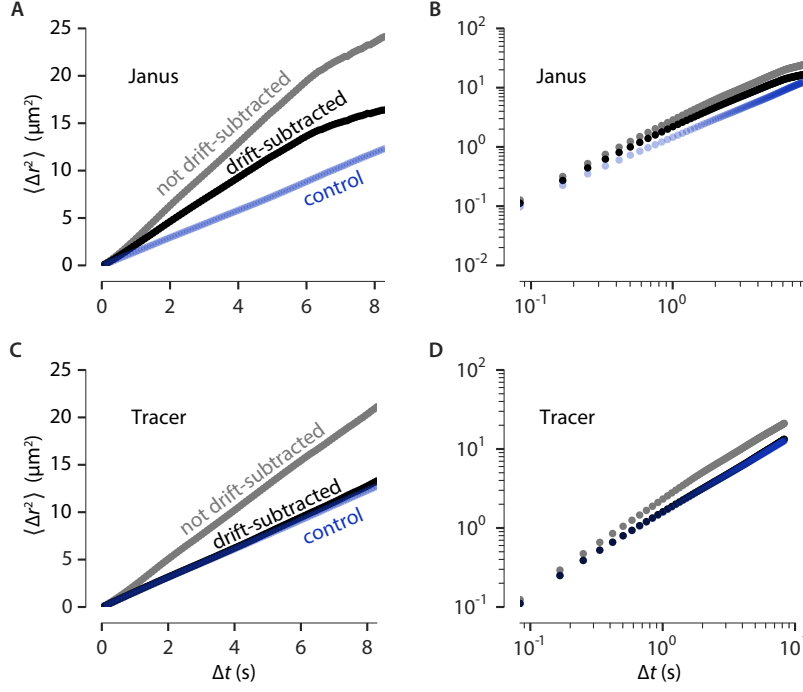 A
25
20
15
10
5
0
⟨Δr²⟩ (μm²)
Janus
not drift-subtracted
drift-subtracted
control
0 2 4 6 8
B
10²
10¹
10⁰
10⁻¹
10⁻²
Janus
10⁻¹ 10⁰
C
25
20
15
10
5
0
⟨Δr²⟩ (μm²)
Tracer
not drift-subtracted
drift-subtracted
control
0 2 4 6 8
Δt (s)
D
10²
10¹
10⁰
10⁻¹
Tracer
10⁻¹ 10⁰ 10¹
Δt (s)